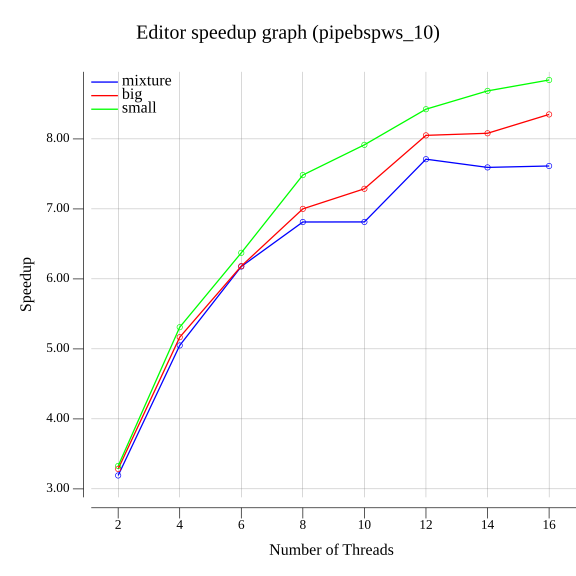 Editor speedup graph (pipebspws_10)
mixture
big
small
8.00
7.00
6.00
5.00
4.00
3.00
Speedup
2 4 6 8 10 12 14 16
Number of Threads